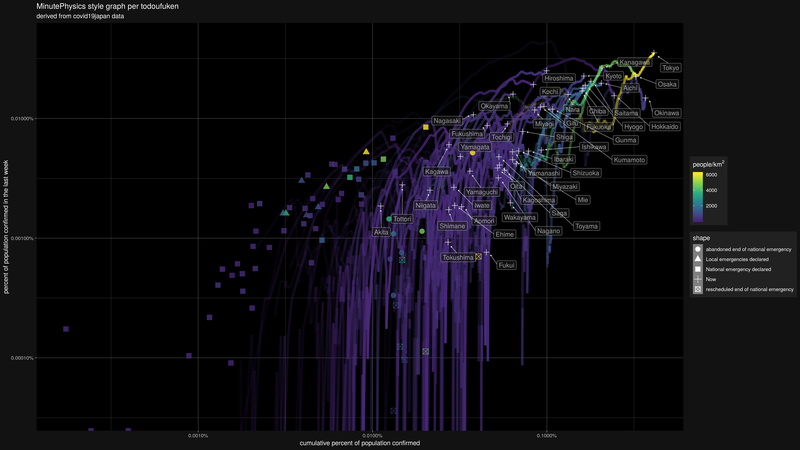 MinutePhysics style graph per todoufuken
derived from covid19japan data
percent of population confirmed in the last week
0.01000%
0.00100%
0.00010%
Kanagawa
Tokyo
Hiroshima
Kyoto
Osaka
Kochi
Aichi
Okayama
Nara
Chiba
Saitama
Okinawa
Nagasaki
Miyagi
Gifu
Fukuoka
Hyogo
Hokkaido
Fukushima
Tochigi
Shiga
Gunma
Yamagata
Ishikawa
Ibaraki
Kumamoto
Kagawa
Yamanashi
Shizuoka
Yamaguchi
Oita
Miyazaki
Kagoshima
Mie
Niigata
Iwate
Saga
Tottori
Aomori
Wakayama
Toyama
Akita
Shimane
Ehime
Nagano
Tokushima
Fukui
0.0010%
0.0100%
0.1000%
cumulative percent of population confirmed
people/km²
6000
4000
2000
shape
abandoned end of national emergency
Local emergencies declared
National emergency declared
Now
rescheduled end of national emergency